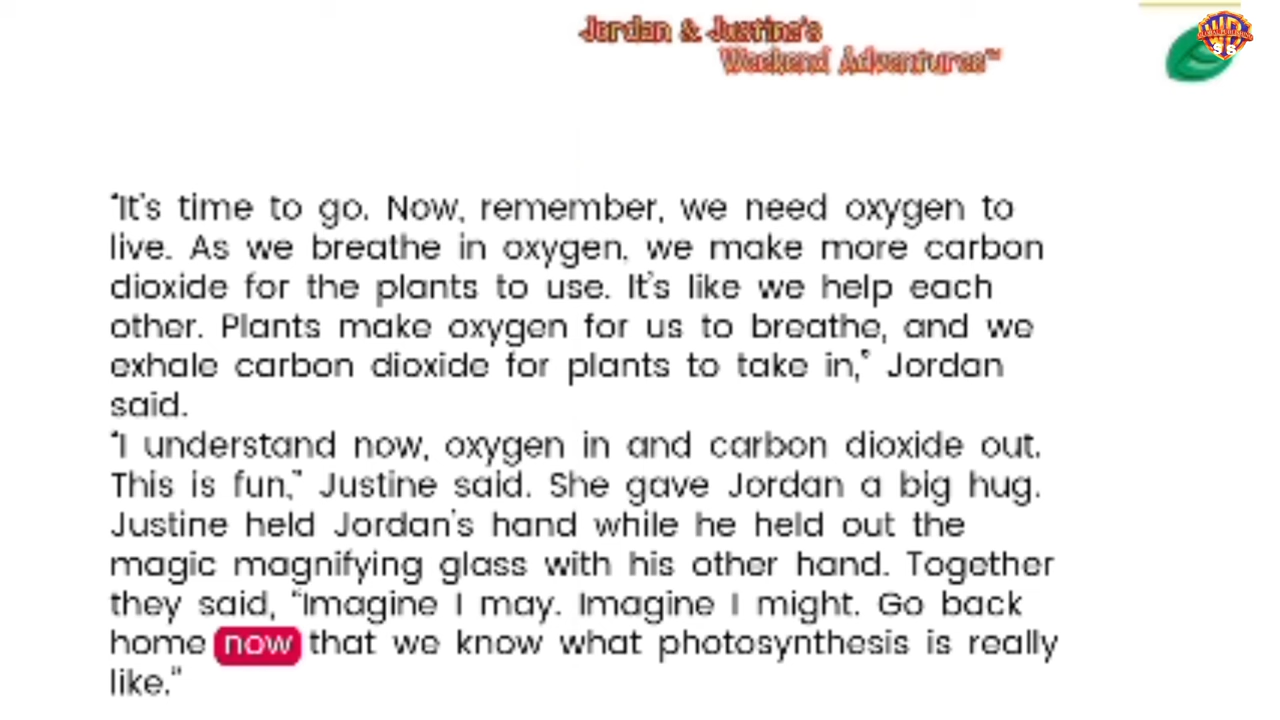 Jordan & Justine's
Weekend Adventures™
"It's time to go. Now, remember, we need oxygen to
live. As we breathe in oxygen, we make more carbon
dioxide for the plants to use. It's like we help each
other. Plants make oxygen for us to breathe, and we
exhale carbon dioxide for plants to take in," Jordan
said.
"I understand now, oxygen in and carbon dioxide out.
This is fun," Justine said. She gave Jordan a big hug.
Justine held Jordan's hand while he held out the
magic magnifying glass with his other hand. Together
they said, "Imagine I may. Imagine I might. Go back
home now that we know what photosynthesis is really
like."